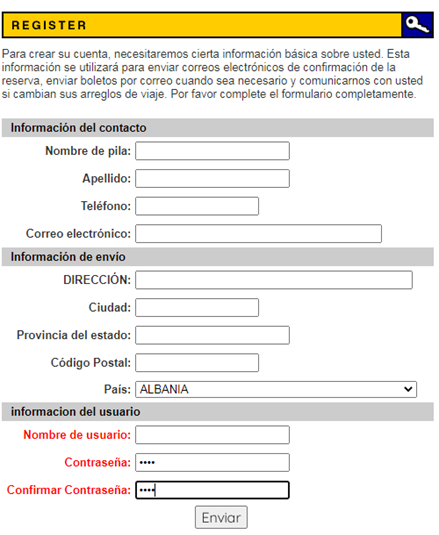 REGISTER
Para crear su cuenta, necesitaremos cierta información básica sobre usted. Esta
información se utilizará para enviar correos electrónicos de confirmación de la
reserva, enviar boletos por correo cuando sea necesario y comunicarnos con usted
si cambian sus arreglos de viaje. Por favor complete el formulario completamente.
Información del contacto
Nombre de pila:
Apellido:
Teléfono:
Correo electrónico:
Información de envío
DIRECCIÓN:
Ciudad:
Provincia del estado:
Código Postal:
País: ALBANIA
informacion del usuario
Nombre de usuario:
Contraseña: ••••
Confirmar Contraseña: ••••
Enviar